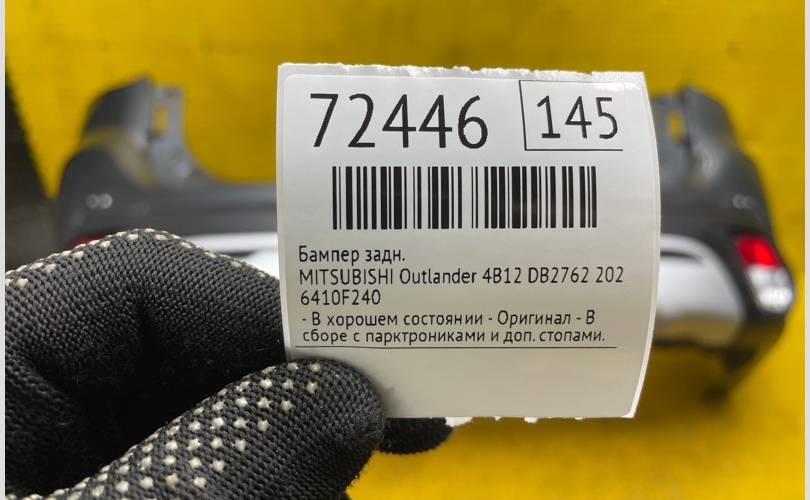 72446
145
Бампер задн.
MITSUBISHI Outlander 4B12 DB2762 202
6410F240
- В хорошем состоянии - Оригинал - В
сборе с парктрониками и доп. стопами.